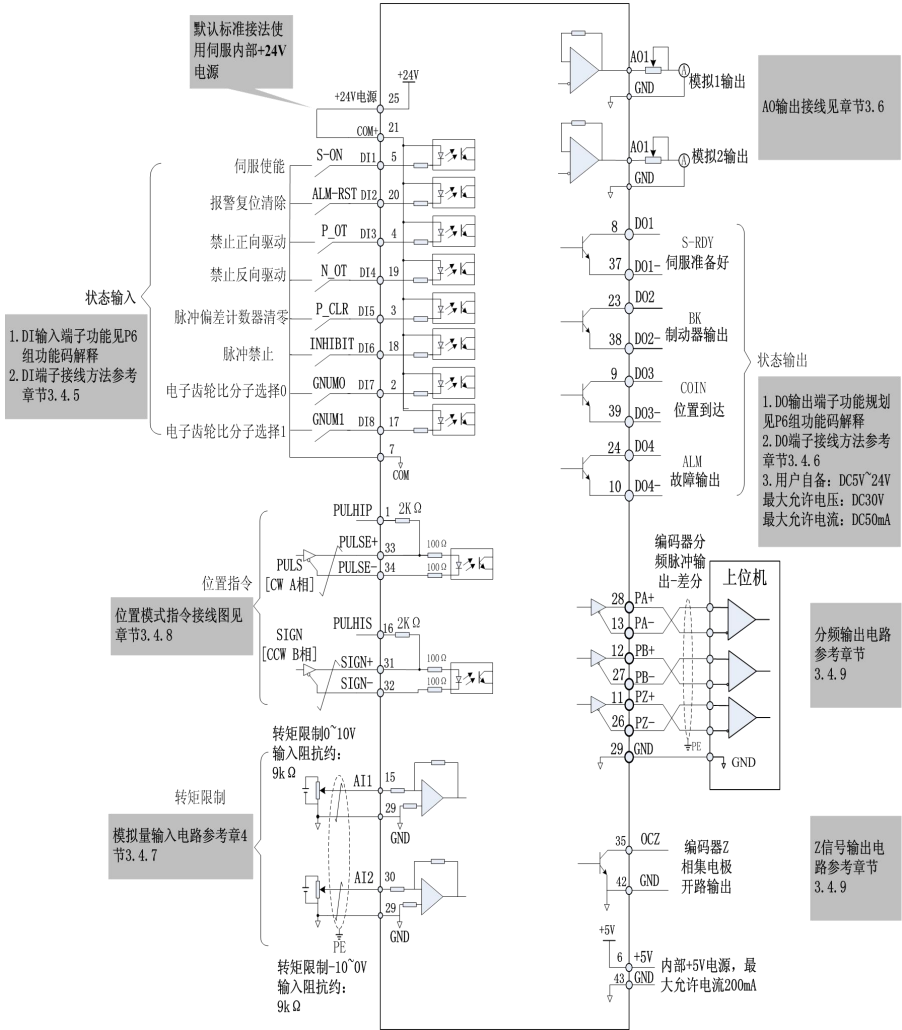 默认标准接法使
用伺服内部+24V
电源
+24V
+24V电源 25
COM+ 21
伺服使能 S-ON DI1 5
报警复位清除 ALM-RST DI2 20
禁止正向驱动 P_OT DI3 4
禁止反向驱动 N_OT DI4 19
脉冲偏差计数器清零 P_CLR DI5 3
脉冲禁止 INHIBIT DI6 18
电子齿轮比分子选择0 GNUM0 DI7 2
电子齿轮比分子选择1 GNUM1 DI8 17
7
COM
状态输入
1.DI输入端子功能见P6
组功能码解释
2.DI端子接线方法参考
章节3.4.5
PULHIP 1 2KΩ
PULSE+ 33 100Ω
PULSE- 34 100Ω
PULS
[CW A相]
位置指令
位置模式指令接线图见
章节3.4.8
PULHIS 16 2KΩ
SIGN
[CCW B相]
SIGN+ 31 100Ω
SIGN- 32 100Ω
转矩限制0~10V
输入阻抗约:
9kΩ
AI1 15
29
GND
转矩限制
模拟量输入电路参考章4
节3.4.7
AI2 30
29
GND
PE
转矩限制-10~0V
输入阻抗约:
9kΩ
AO1
GND
A
模拟1输出
AO1
GND
A
模拟2输出
AO输出接线见章节3.6
8 DO1
S-RDY
37 DO1- 伺服准备好
23 DO2
BK
38 DO2- 制动器输出
9 DO3
COIN
39 DO3- 位置到达
24 DO4
ALM
10 DO4- 故障输出
状态输出
1.DO输出端子功能规划
见P6组功能码解释
2.DO端子接线方法参考
章节3.4.6
3.用户自备: DC5V~24V
最大允许电压: DC30V
最大允许电流: DC50mA
编码器分
频脉冲输
出-差分
上位机
28 PA+
13 PA-
12 PB+
27 PB-
11 PZ+
26 PZ-
29 GND
PE
GND
分频输出电路
参考章节
3.4.9
35 OCZ
42 GND
编码器Z
相集电极
开路输出
Z信号输出电
路参考章节
3.4.9
+5V
6 +5V
43 GND
内部+5V电源, 最
大允许电流200mA